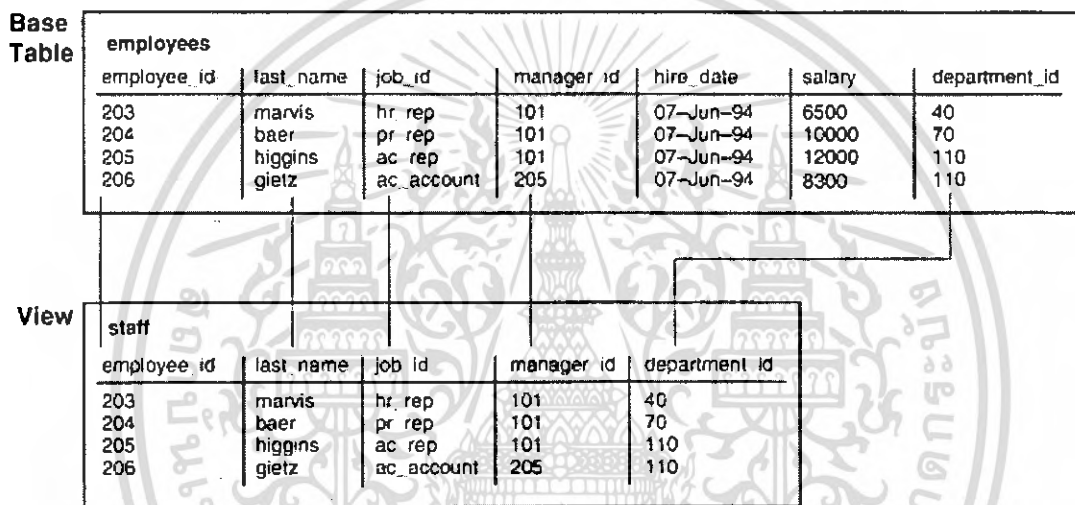 Base
Table
employees
employee_id last_name job_id manager_id hire_date salary department_id
203 marvis hr_rep 101 07-Jun-94 6500 40
204 baer pr_rep 101 07-Jun-94 10000 70
205 higgins ac_rep 101 07-Jun-94 12000 110
206 gietz ac_account 205 07-Jun-94 8300 110
View
staff
employee_id last_name job_id manager_id department_id
203 marvis hr_rep 101 40
204 baer pr_rep 101 70
205 higgins ac_rep 101 110
206 gietz ac_account 205 110